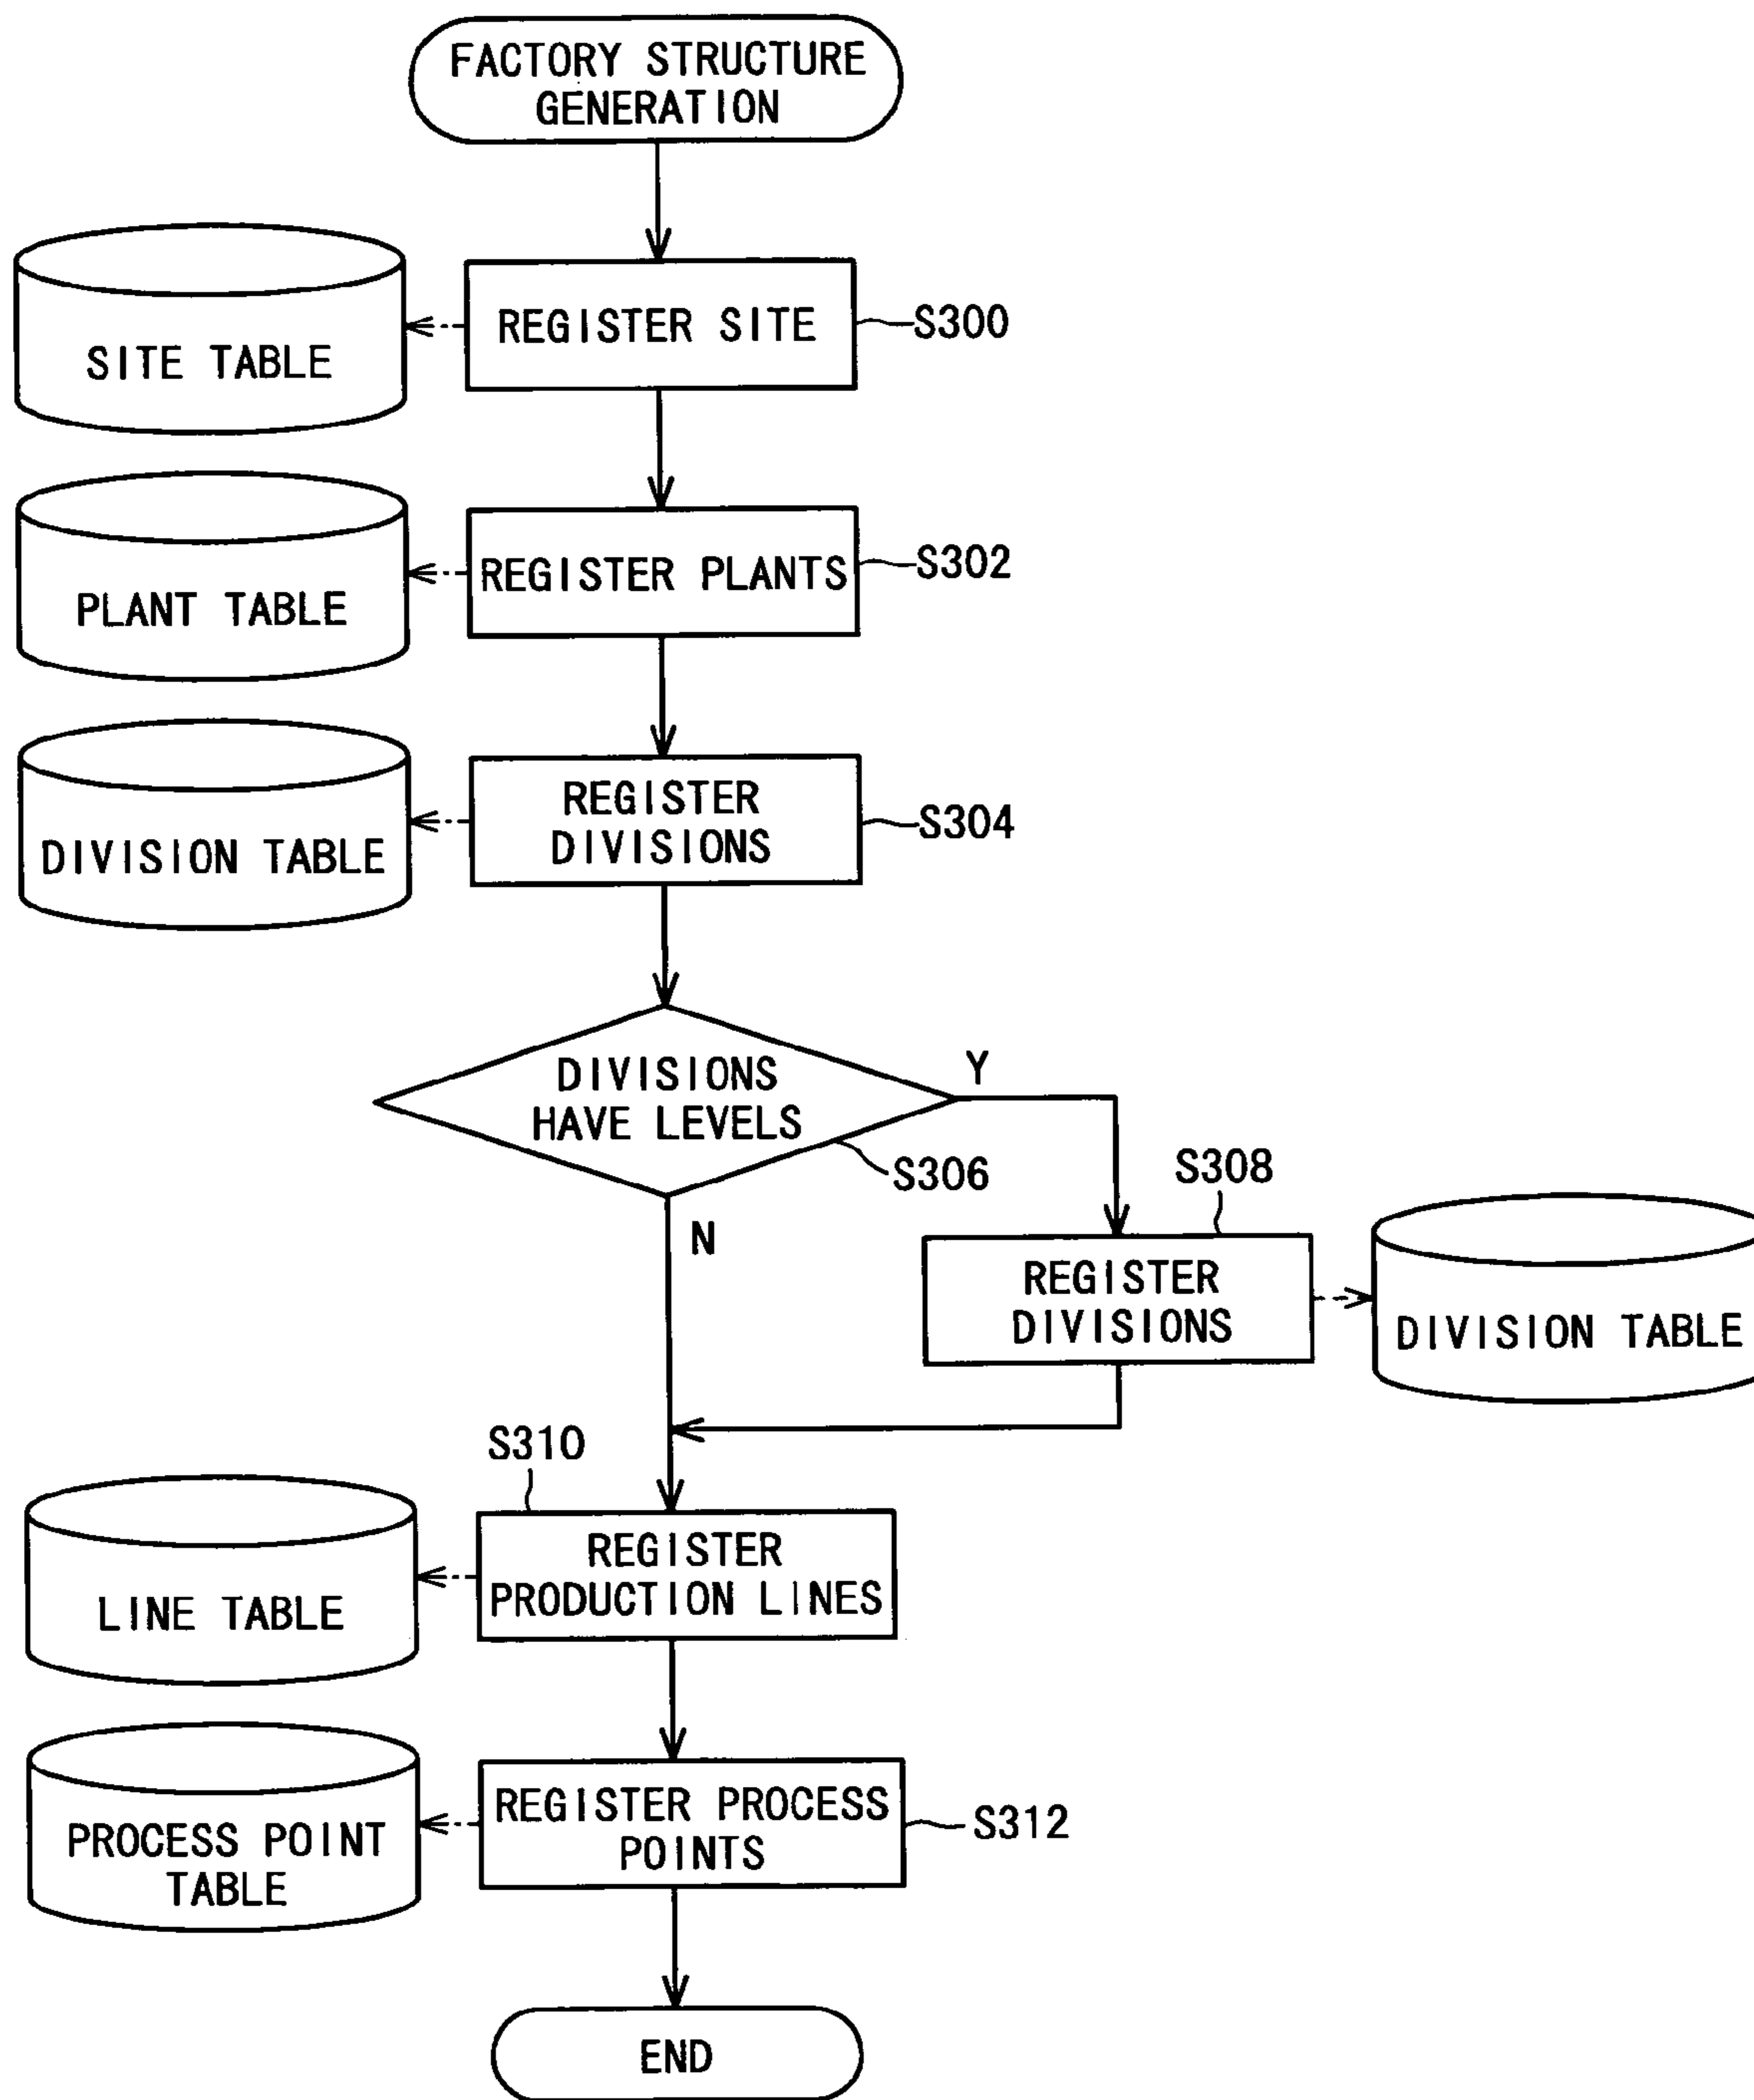 FACTORY STRUCTURE
GENERATION
REGISTER SITE
S300
SITE TABLE
REGISTER PLANTS
S302
PLANT TABLE
REGISTER
DIVISIONS
S304
DIVISION TABLE
DIVISIONS
HAVE LEVELS
Y
S306
N
S308
REGISTER
DIVISIONS
DIVISION TABLE
S310
REGISTER
PRODUCTION LINES
LINE TABLE
REGISTER PROCESS
POINTS
S312
PROCESS POINT
TABLE
END